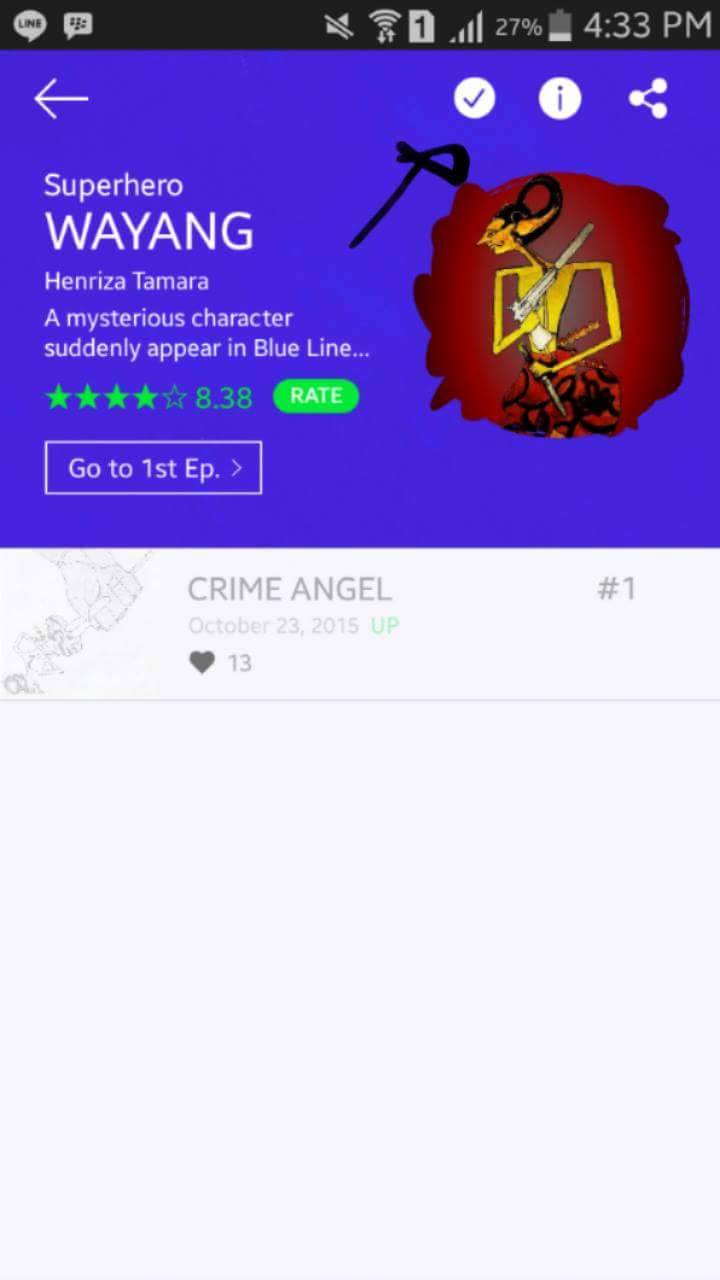 LINE
1
27%
4:33 PM
Superhero
WAYANG
Henriza Tamara
A mysterious character
suddenly appear in Blue Line...
8.38
RATE
Go to 1st Ep. >
CRIME ANGEL
#1
October 23, 2015 UP
13